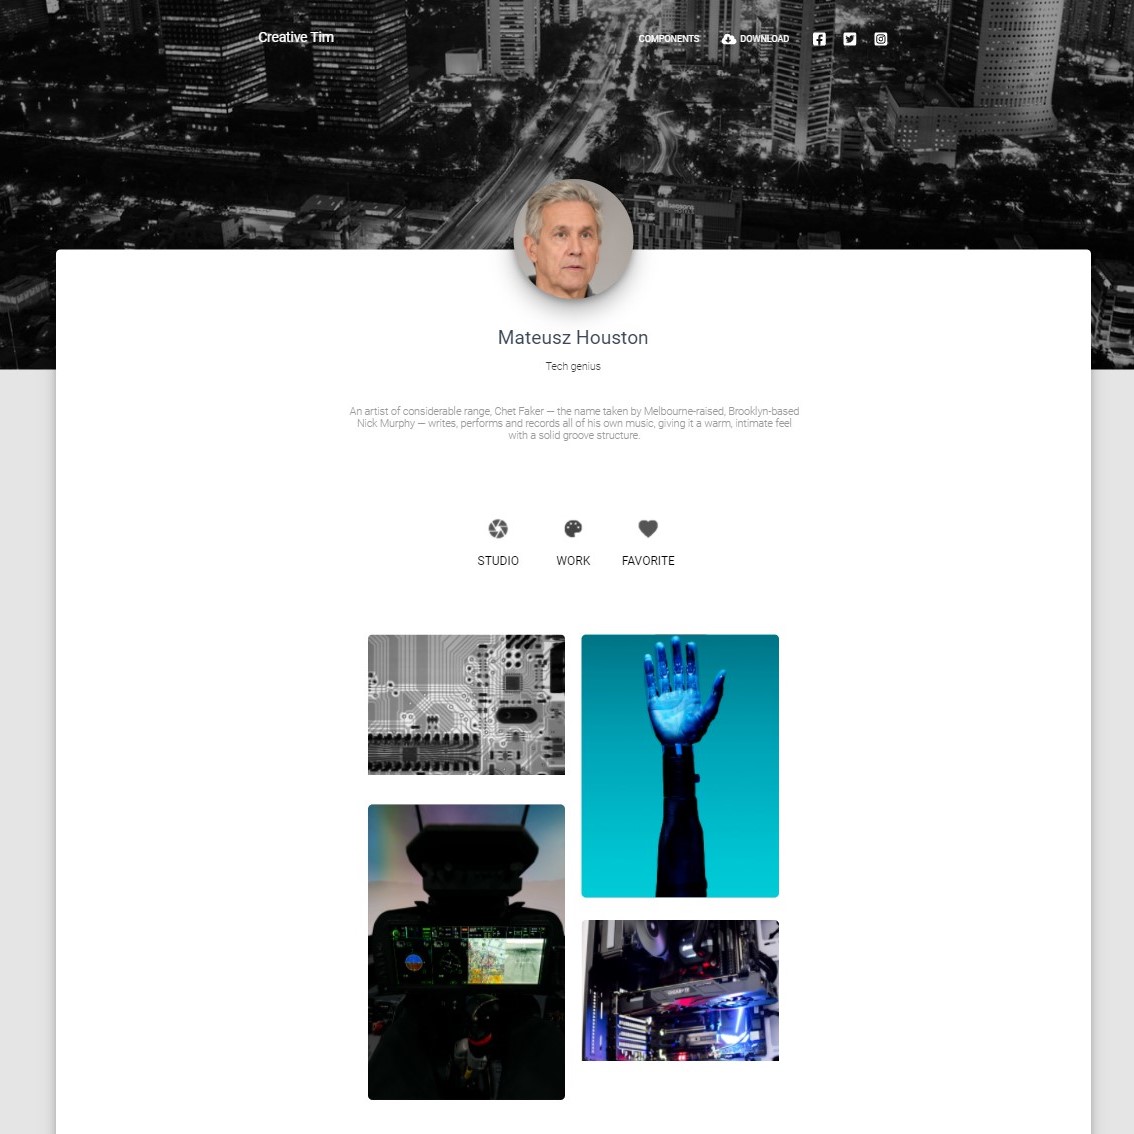 Creative Tim
COMPONENTS
DOWNLOAD
Mateusz Houston
Tech genius
An artist of considerable range, Chet Faker — the name taken by Melbourne-raised, Brooklyn-based
Nick Murphy — writes, performs and records all of his own music, giving it a warm, intimate feel
with a solid groove structure.
STUDIO
WORK
FAVORITE